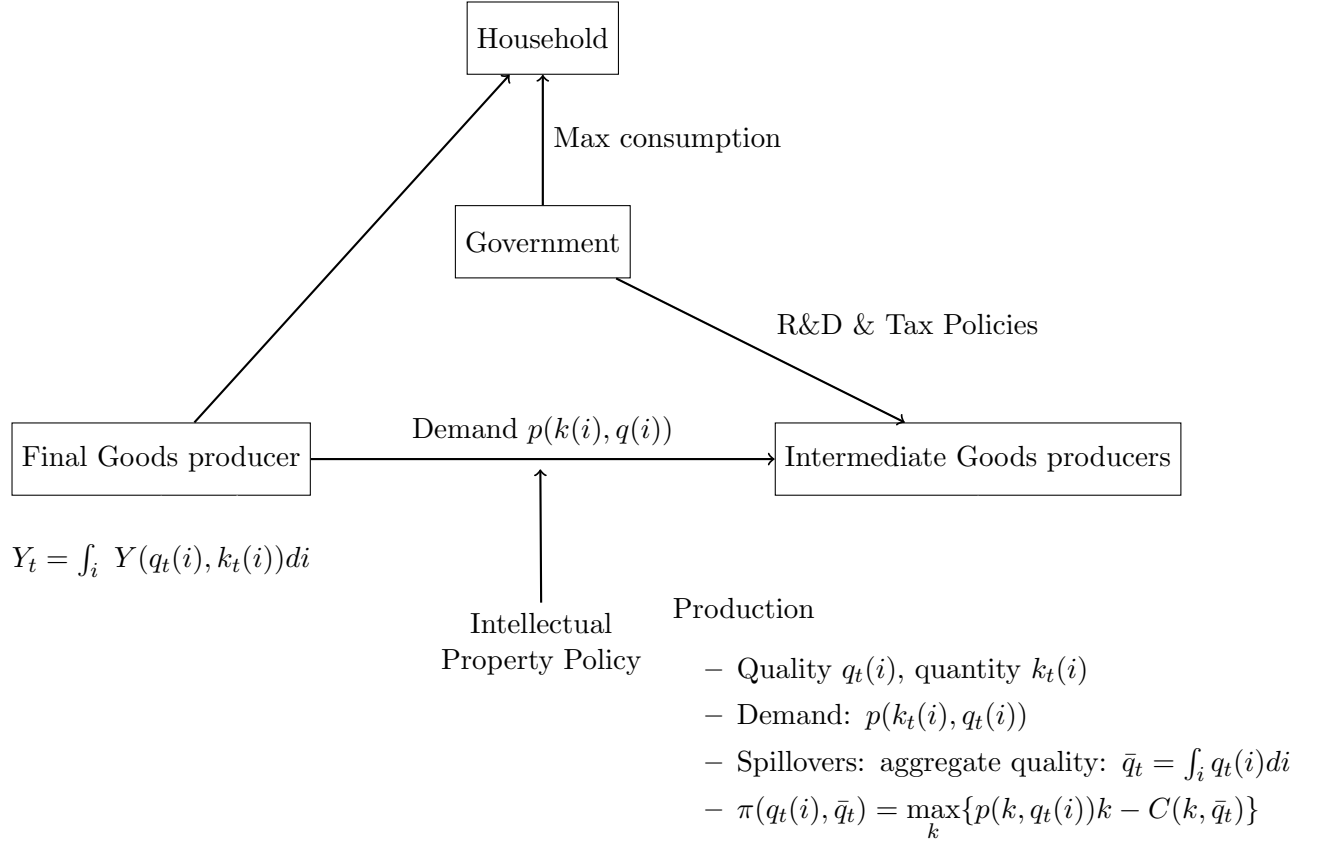 Household
Max consumption
Government
R&D & Tax Policies
Demand p(k(i), q(i))
Final Goods producer
Intermediate Goods producers
Y_t = ∫_i Y(q_t(i), k_t(i))di
Intellectual
Property Policy
Production
– Quality q_t(i), quantity k_t(i)
– Demand: p(k_t(i), q_t(i))
– Spillovers: aggregate quality: q̄_t = ∫_i q_t(i)di
– π(q_t(i), q̄_t) = max_k{p(k, q_t(i))k − C(k, q̄_t)}